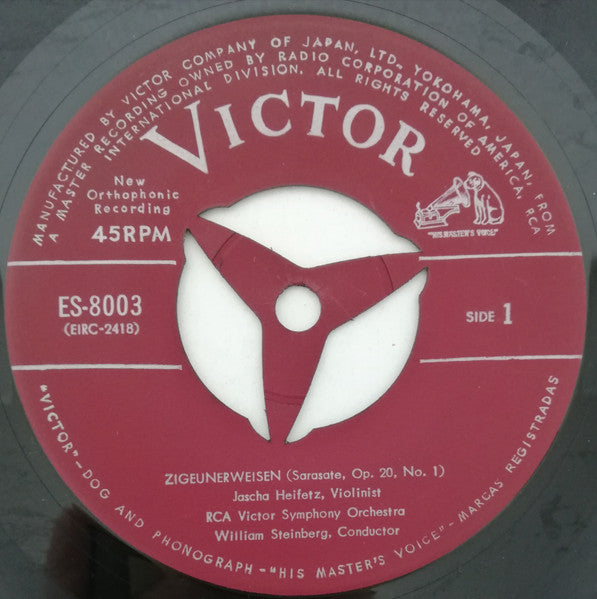 MANUFACTURED BY VICTOR COMPANY OF JAPAN, LTD., YOKOHAMA, JAPAN, FROM
A MASTER RECORDING OWNED BY RADIO CORPORATION OF AMERICA, RCA
INTERNATIONAL DIVISION. ALL RIGHTS RESERVED
VICTOR
New
Orthophonic
Recording
45RPM
"HIS MASTER'S VOICE"
ES-8003
(EIRC-2418)
SIDE 1
ZIGEUNERWEISEN (Sarasate, Op. 20, No. 1)
Jascha Heifetz, Violinist
RCA Victor Symphony Orchestra
William Steinberg, Conductor
"VICTOR"-DOG AND PHONOGRAPH-"HIS MASTER'S VOICE"-MARCAS REGISTRADAS